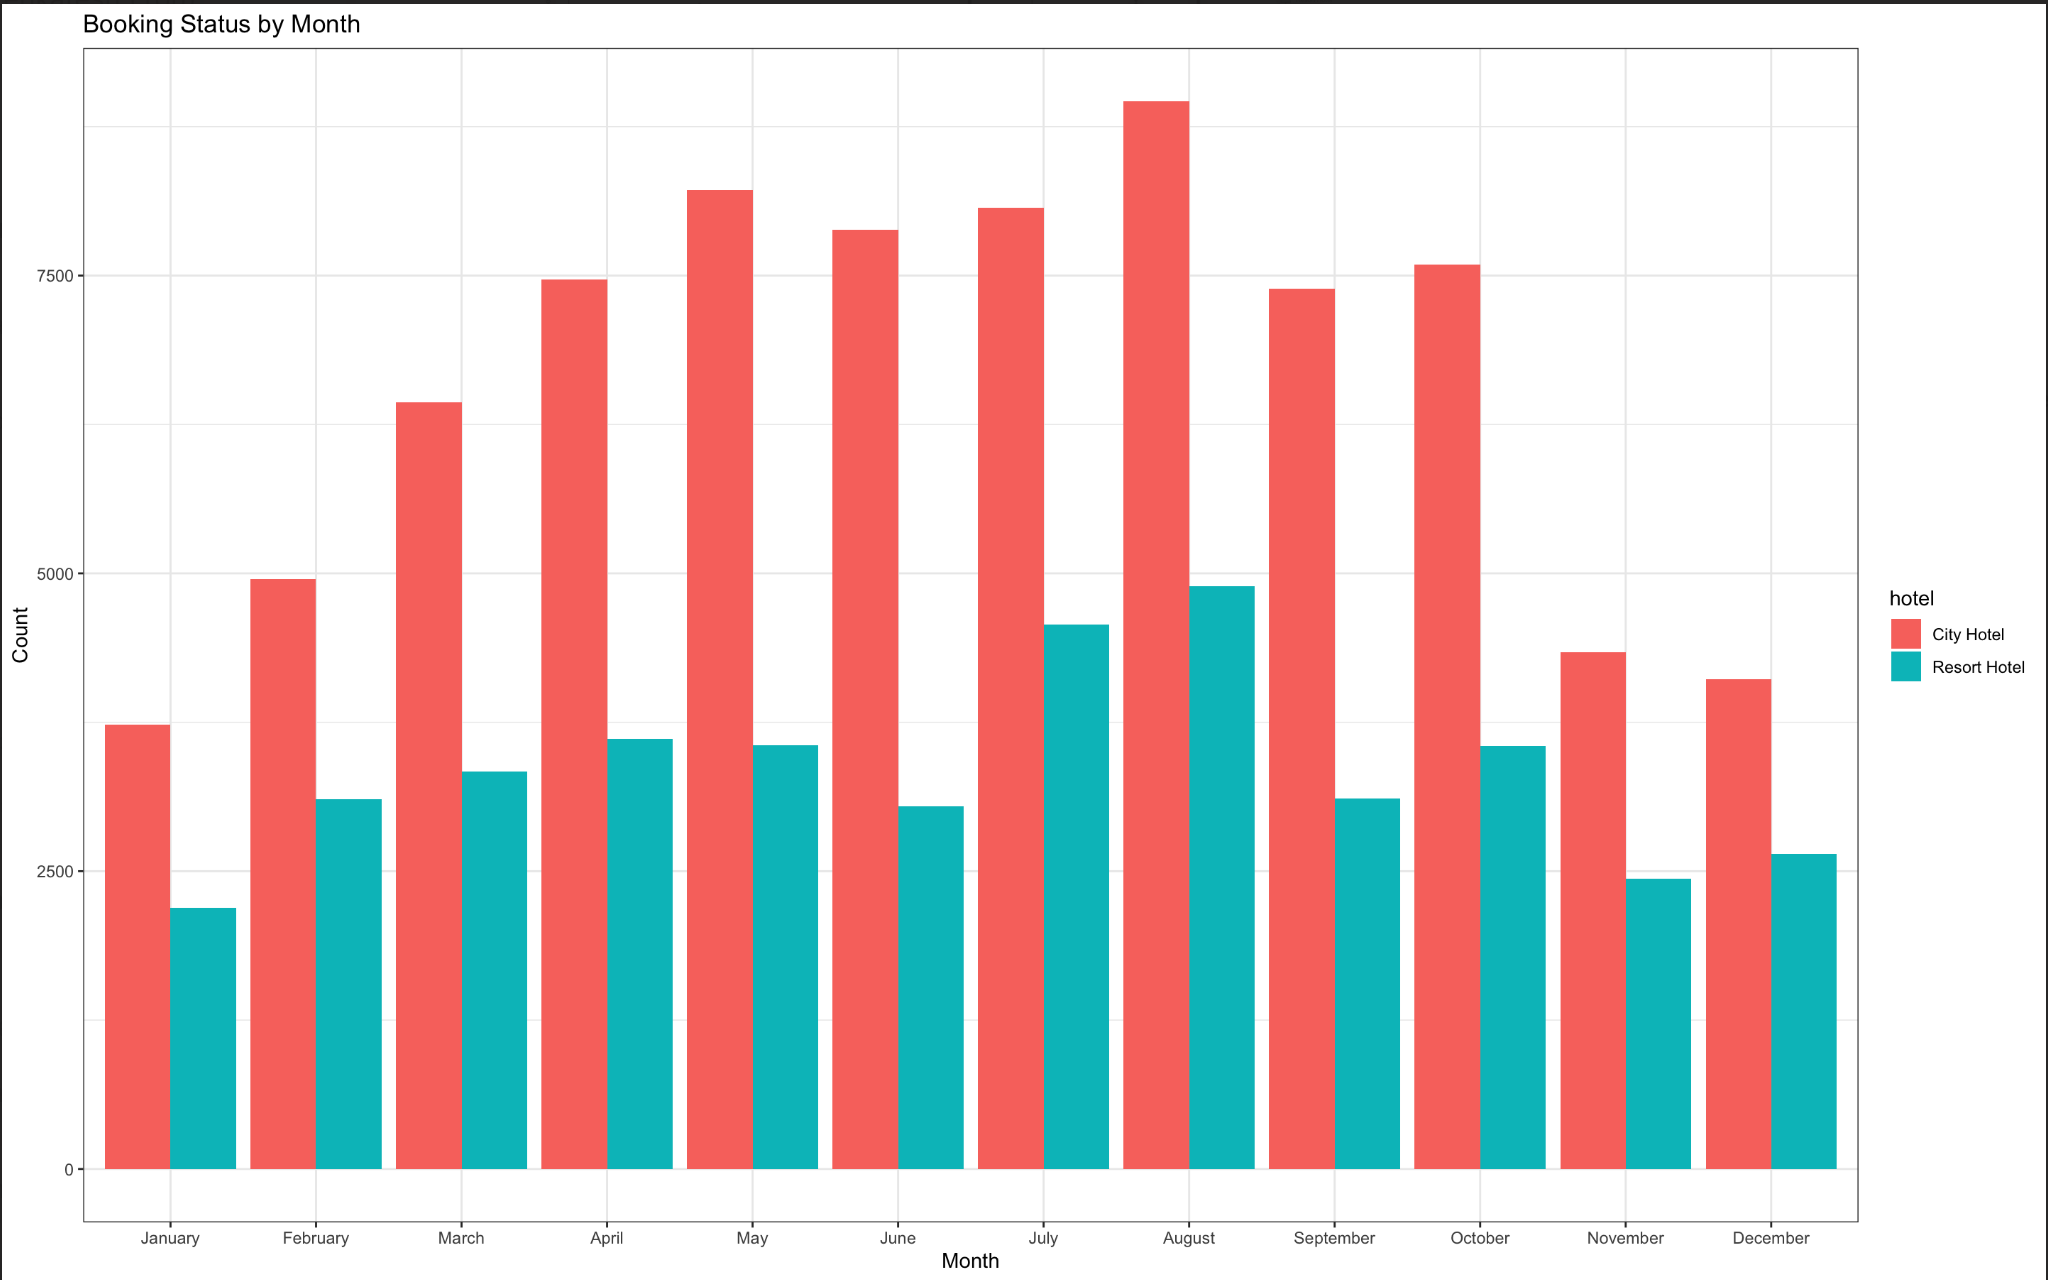 Booking Status by Month
Count
7500
5000
2500
0
January February March April May June July August September October November December
Month
hotel
City Hotel
Resort Hotel